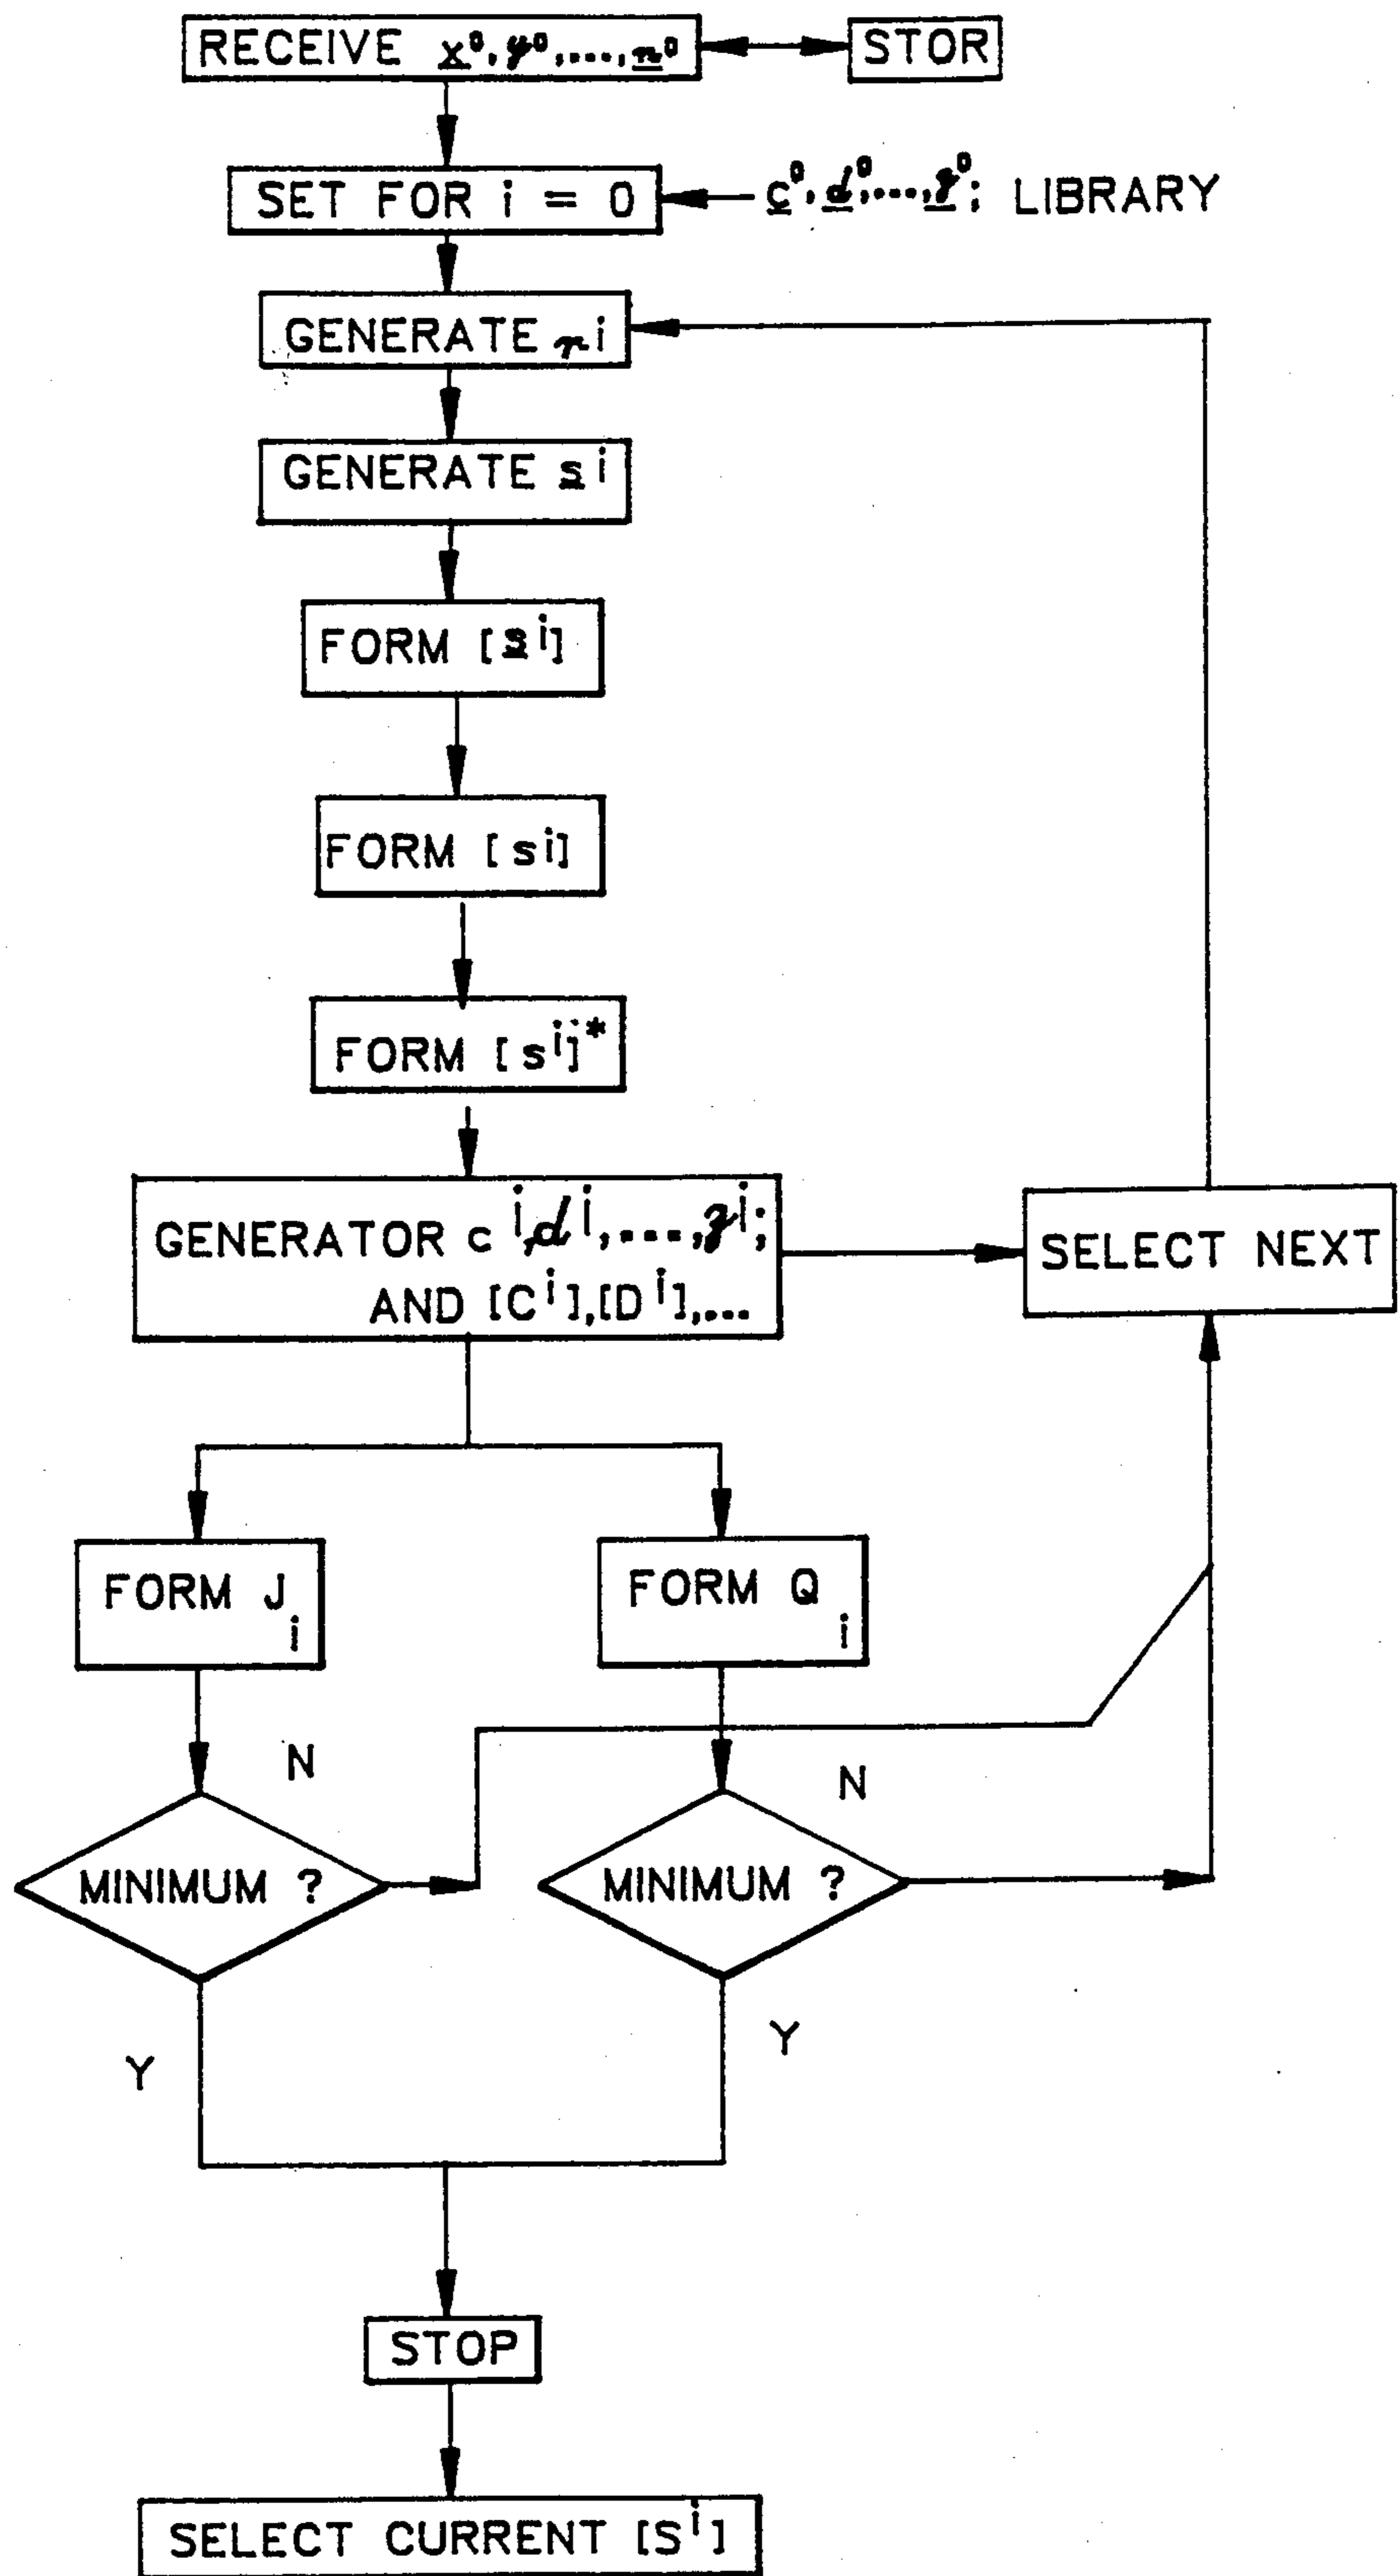 RECEIVE x⁰, y⁰, ..., n⁰
STOR
SET FOR i = 0
c⁰, d⁰, ..., z⁰; LIBRARY
GENERATE rⁱ
GENERATE sⁱ
FORM [sⁱ]
FORM [sⁱ]
FORM [sⁱ]*
GENERATOR cⁱ, dⁱ, ..., zⁱ;
AND [Cⁱ],[Dⁱ],...
SELECT NEXT
FORM Jᵢ
FORM Qᵢ
N
N
MINIMUM ?
MINIMUM ?
Y
Y
STOP
SELECT CURRENT [Sⁱ]